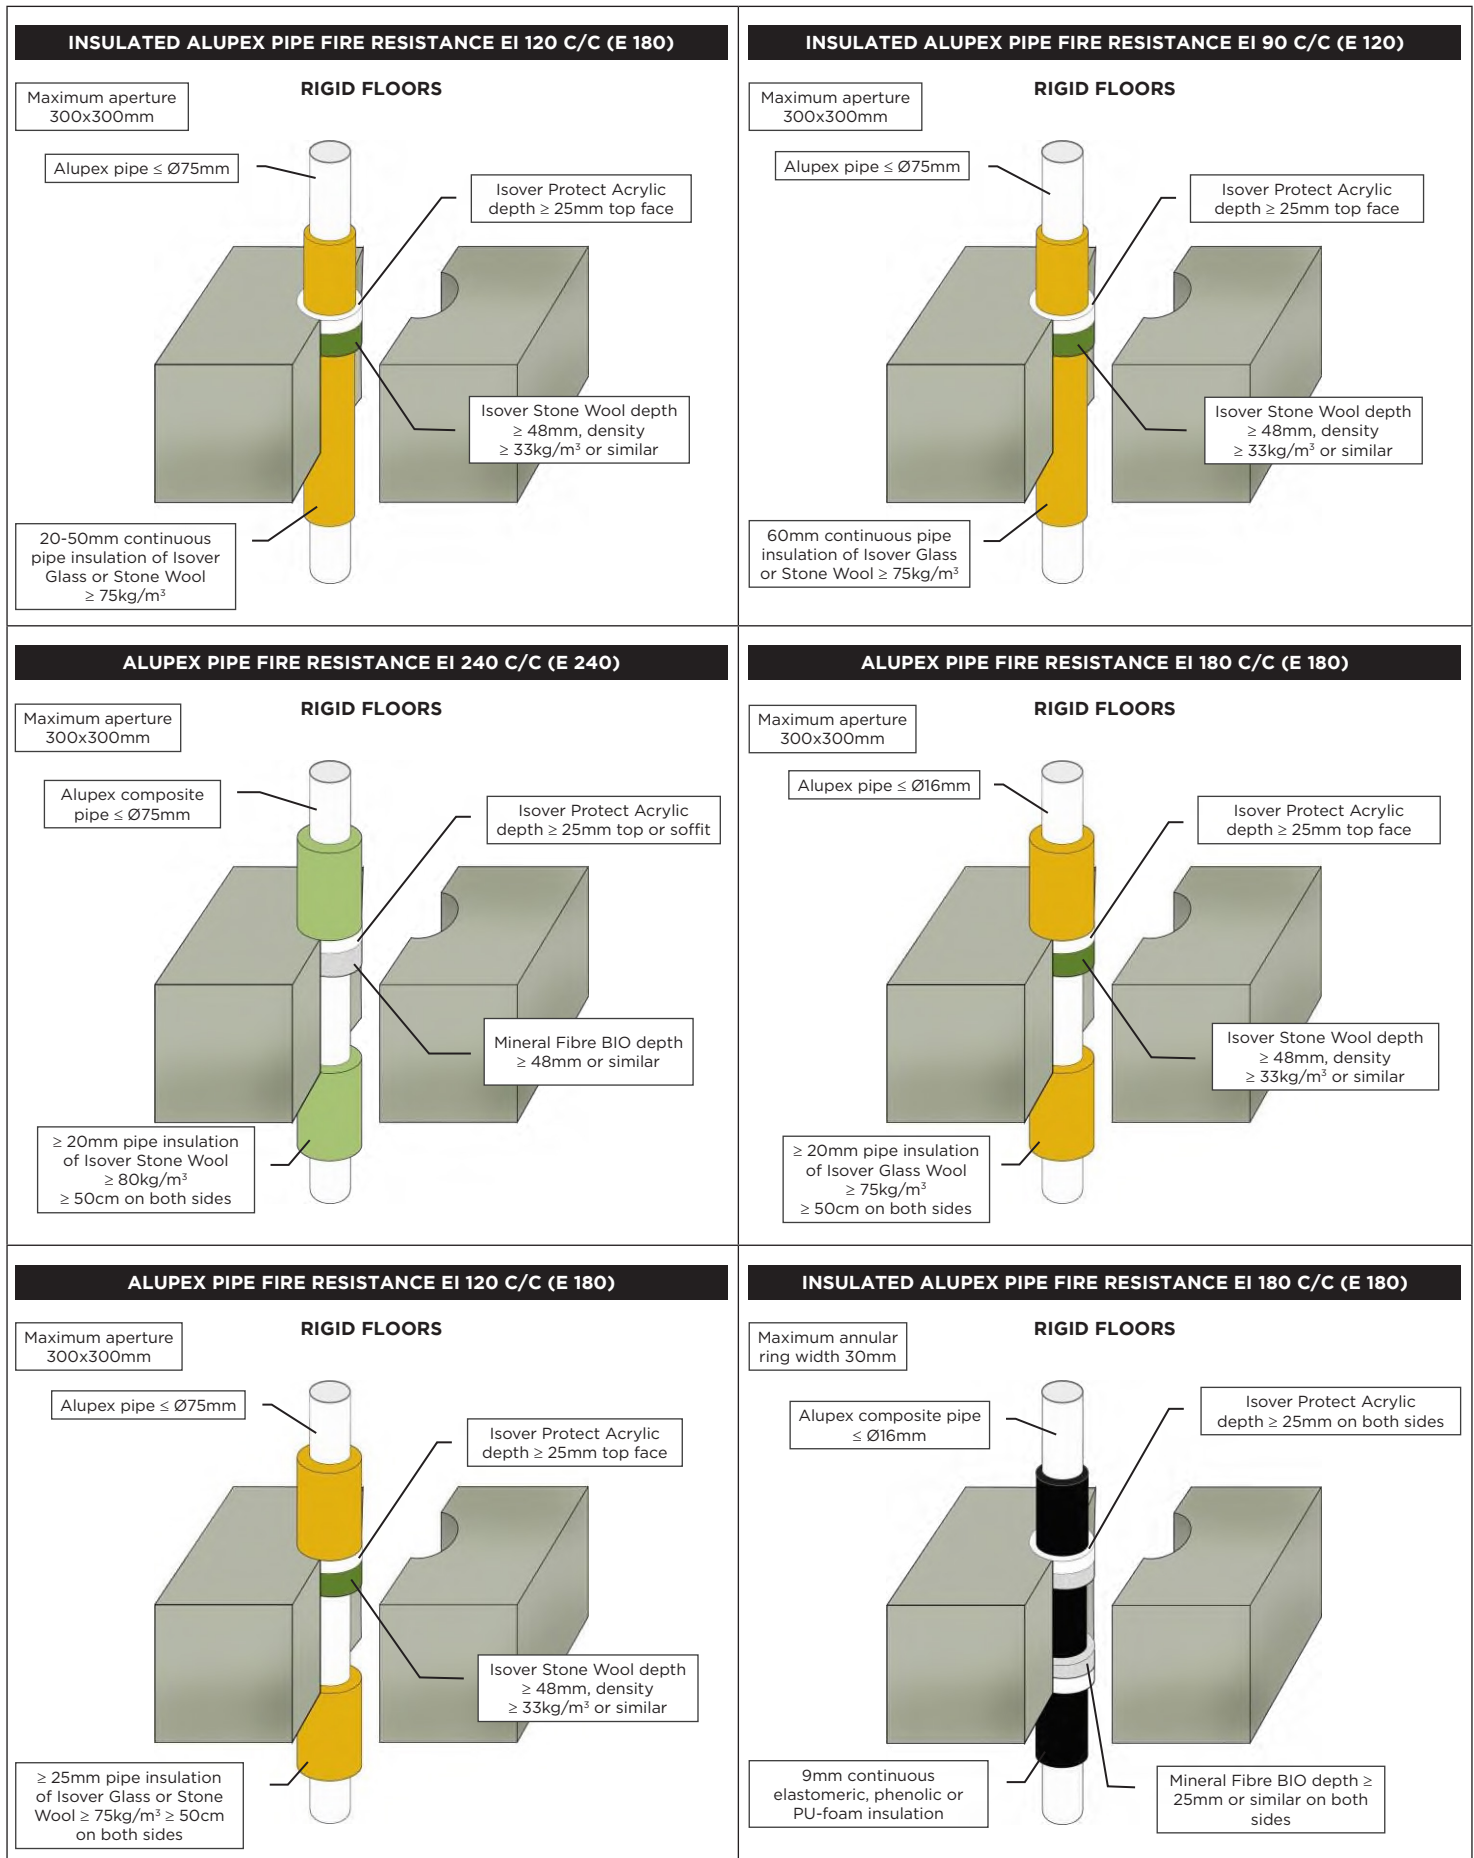 INSULATED ALUPEX PIPE FIRE RESISTANCE EI 120 C/C (E 180)
RIGID FLOORS
Maximum aperture
300x300mm
Alupex pipe ≤ Ø75mm
Isover Protect Acrylic
depth ≥ 25mm top face
Isover Stone Wool depth
≥ 48mm, density
≥ 33kg/m³ or similar
20-50mm continuous
pipe insulation of Isover
Glass or Stone Wool
≥ 75kg/m³
INSULATED ALUPEX PIPE FIRE RESISTANCE EI 90 C/C (E 120)
RIGID FLOORS
Maximum aperture
300x300mm
Alupex pipe ≤ Ø75mm
Isover Protect Acrylic
depth ≥ 25mm top face
Isover Stone Wool depth
≥ 48mm, density
≥ 33kg/m³ or similar
60mm continuous pipe
insulation of Isover Glass
or Stone Wool ≥ 75kg/m³
ALUPEX PIPE FIRE RESISTANCE EI 240 C/C (E 240)
RIGID FLOORS
Maximum aperture
300x300mm
Alupex composite
pipe ≤ Ø75mm
Isover Protect Acrylic
depth ≥ 25mm top or soffit
Mineral Fibre BIO depth
≥ 48mm or similar
≥ 20mm pipe insulation
of Isover Stone Wool
≥ 80kg/m³
≥ 50cm on both sides
ALUPEX PIPE FIRE RESISTANCE EI 180 C/C (E 180)
RIGID FLOORS
Maximum aperture
300x300mm
Alupex pipe ≤ Ø16mm
Isover Protect Acrylic
depth ≥ 25mm top face
Isover Stone Wool depth
≥ 48mm, density
≥ 33kg/m³ or similar
≥ 20mm pipe insulation
of Isover Glass Wool
≥ 75kg/m³
≥ 50cm on both sides
ALUPEX PIPE FIRE RESISTANCE EI 120 C/C (E 180)
RIGID FLOORS
Maximum aperture
300x300mm
Alupex pipe ≤ Ø75mm
Isover Protect Acrylic
depth ≥ 25mm top face
Isover Stone Wool depth
≥ 48mm, density
≥ 33kg/m³ or similar
≥ 25mm pipe insulation
of Isover Glass or Stone
Wool ≥ 75kg/m³ ≥ 50cm
on both sides
INSULATED ALUPEX PIPE FIRE RESISTANCE EI 180 C/C (E 180)
RIGID FLOORS
Maximum annular
ring width 30mm
Alupex composite pipe
≤ Ø16mm
Isover Protect Acrylic
depth ≥ 25mm on both sides
9mm continuous
elastomeric, phenolic or
PU-foam insulation
Mineral Fibre BIO depth ≥
25mm or similar on both
sides